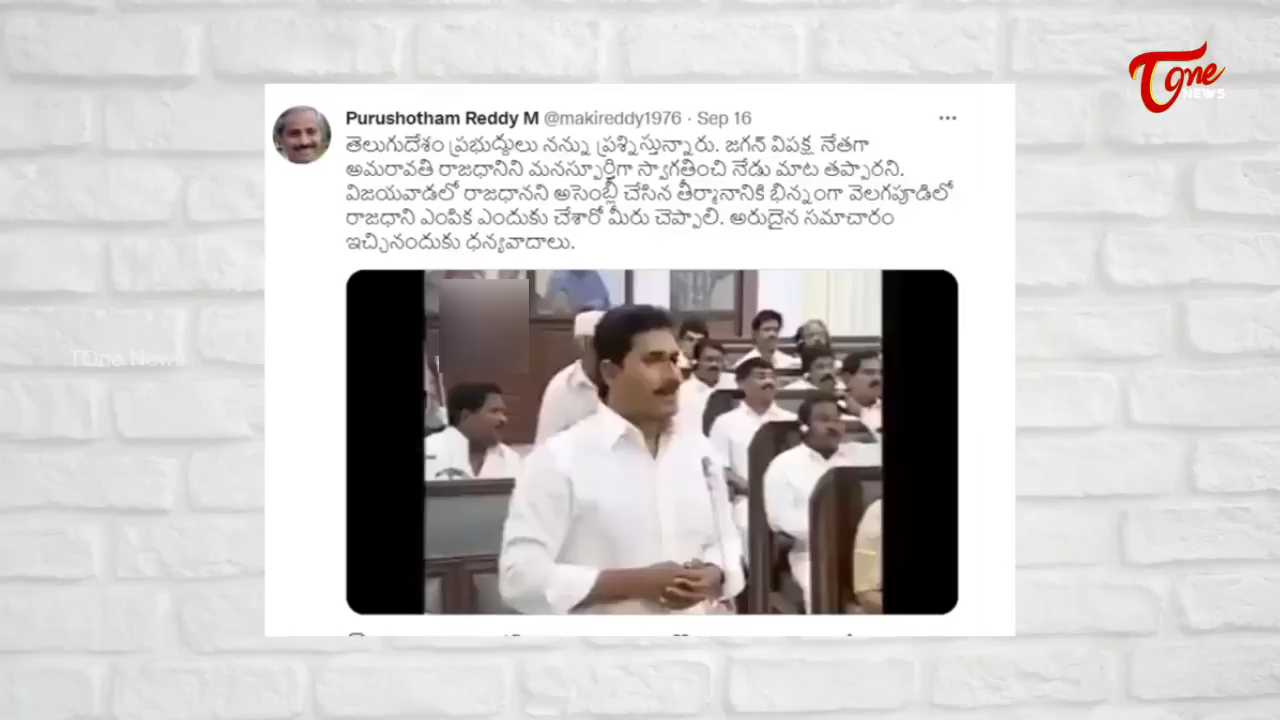 Tone
NEWS
Purushotham Reddy M @makireddy1976 · Sep 16
తెలుగుదేశం ప్రభుద్దులు నన్ను ప్రశ్నిస్తున్నారు. జగన్ విపక్ష నేతగా
అమరావతి రాజధానిని మనస్ఫూర్తిగా స్వాగతించి నేడు మాట తప్పారని.
విజయవాడలో రాజధానని అసెంబ్లీ చేసిన తీర్మానానికి భిన్నంగా వెలగపూడిలో
రాజధాని ఎంపిక ఎందుకు చేశారో మీరు చెప్పాలి. అరుదైన సమాచారం
ఇచ్చినందుకు ధన్యవాదాలు.
TOne News